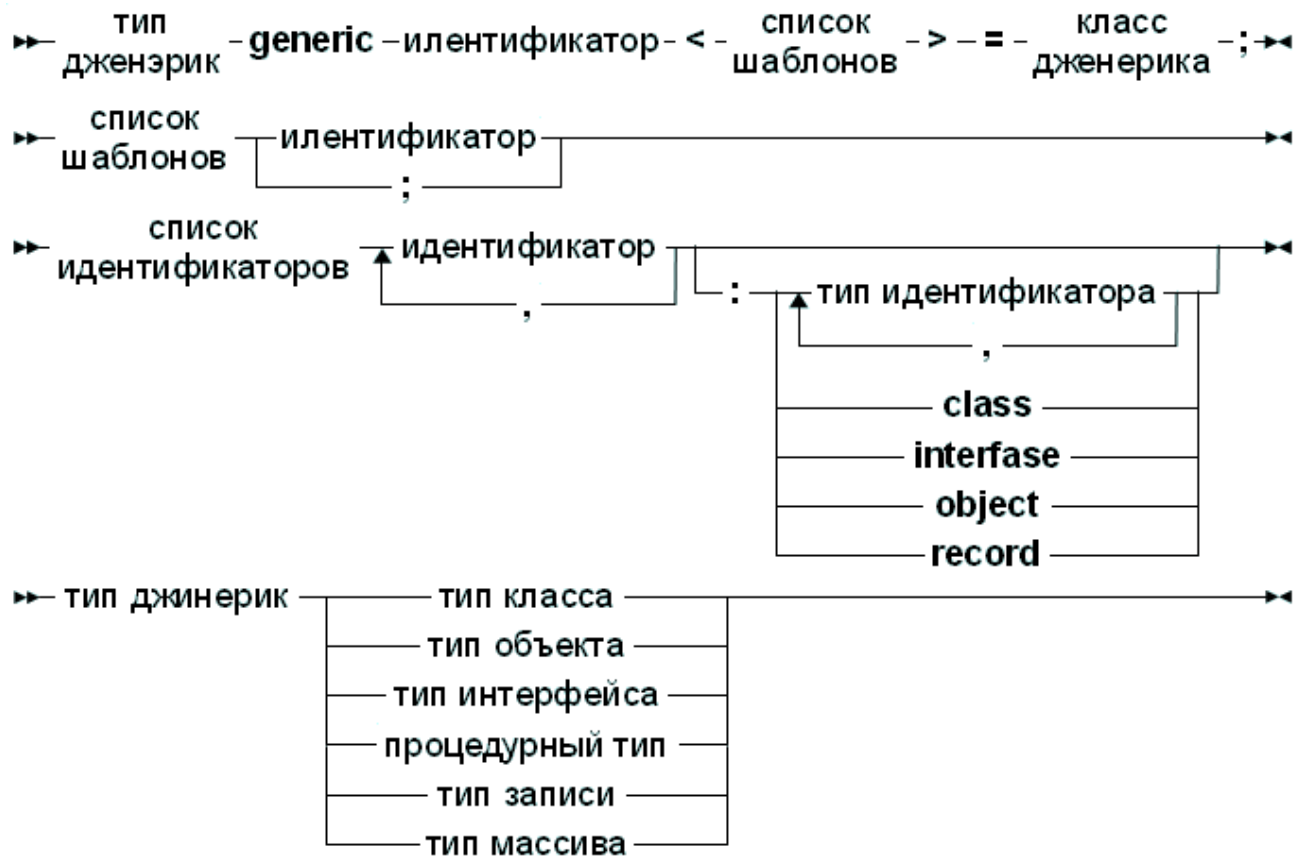 тип дженэрик generic илентификатор < список шаблонов > = класс дженерика ;
список шаблонов илентификатор
;
список идентификаторов идентификатор
, : тип идентификатора
,
class
interfase
object
record
тип джинерик тип класса
тип объекта
тип интерфейса
процедурный тип
тип записи
тип массива